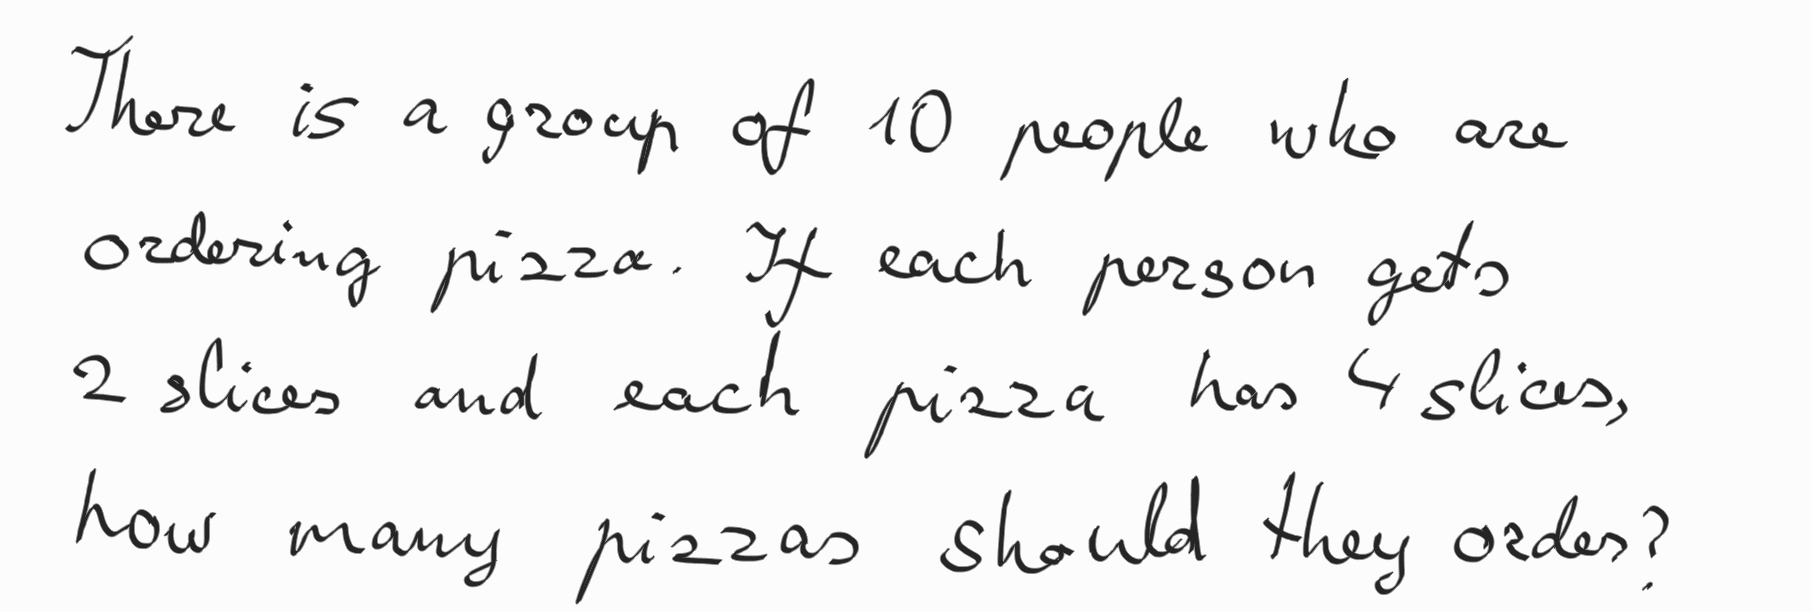 There is a group of 10 people who are
ordering pizza. If each person gets
2 slices and each pizza has 4 slices,
how many pizzas should they order?